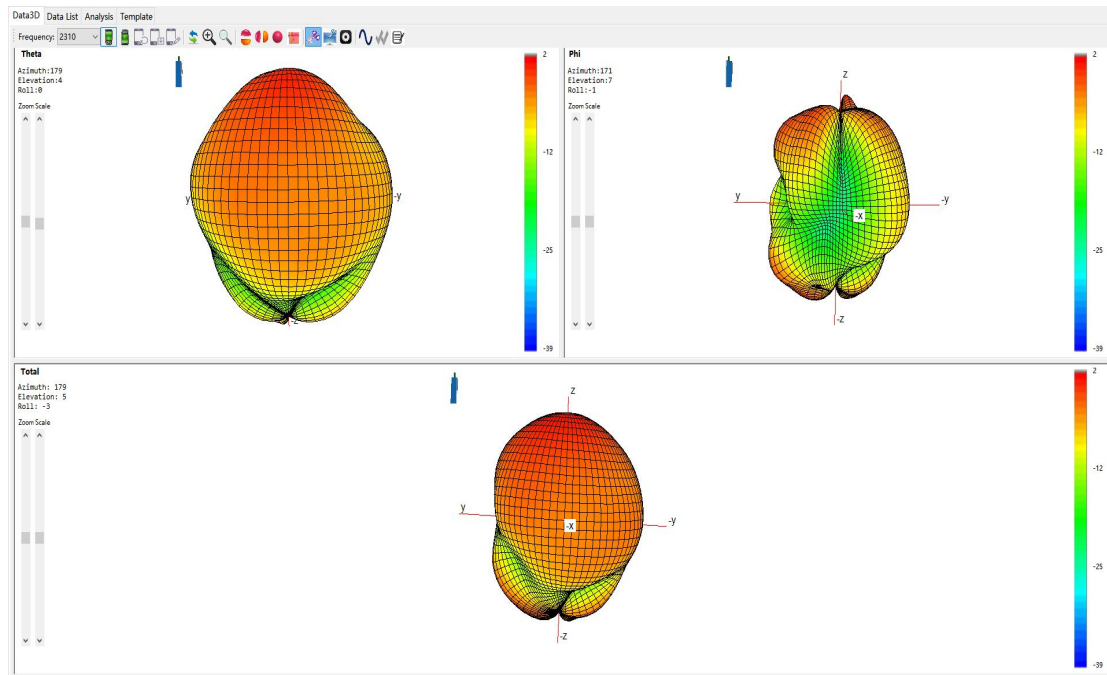 Data3D Data List Analysis Template
Frequency: 2310
Theta
Azimuth:179
Elevation:4
Roll:0
Zoom Scale
y
-y
-z
2
-12
-25
-39
Phi
Azimuth:171
Elevation:7
Roll:-1
Zoom Scale
z
y
-y
-X
-z
2
-12
-25
-39
Total
Azimuth: 179
Elevation: 5
Roll: -3
Zoom Scale
z
y
-y
-X
-z
2
-12
-25
-39